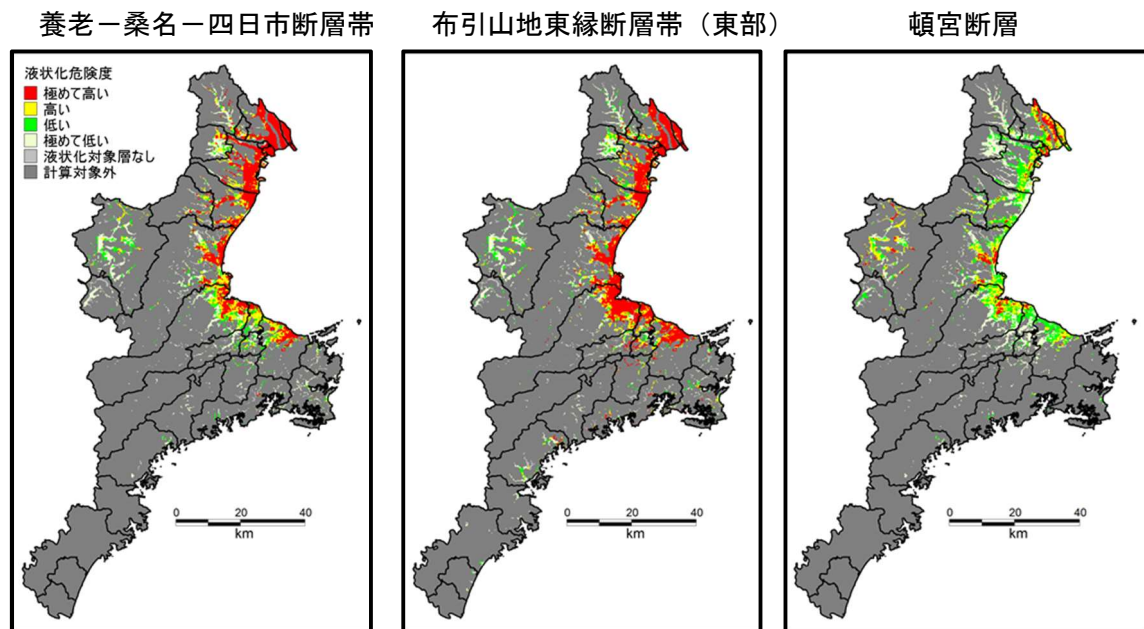 養老－桑名－四日市断層帯
布引山地東縁断層帯（東部）
頓宮断層
液状化危険度
極めて高い
高い
低い
極めて低い
液状化対象層なし
計算対象外
0 20 40
km
0 20 40
km
0 20 40
km